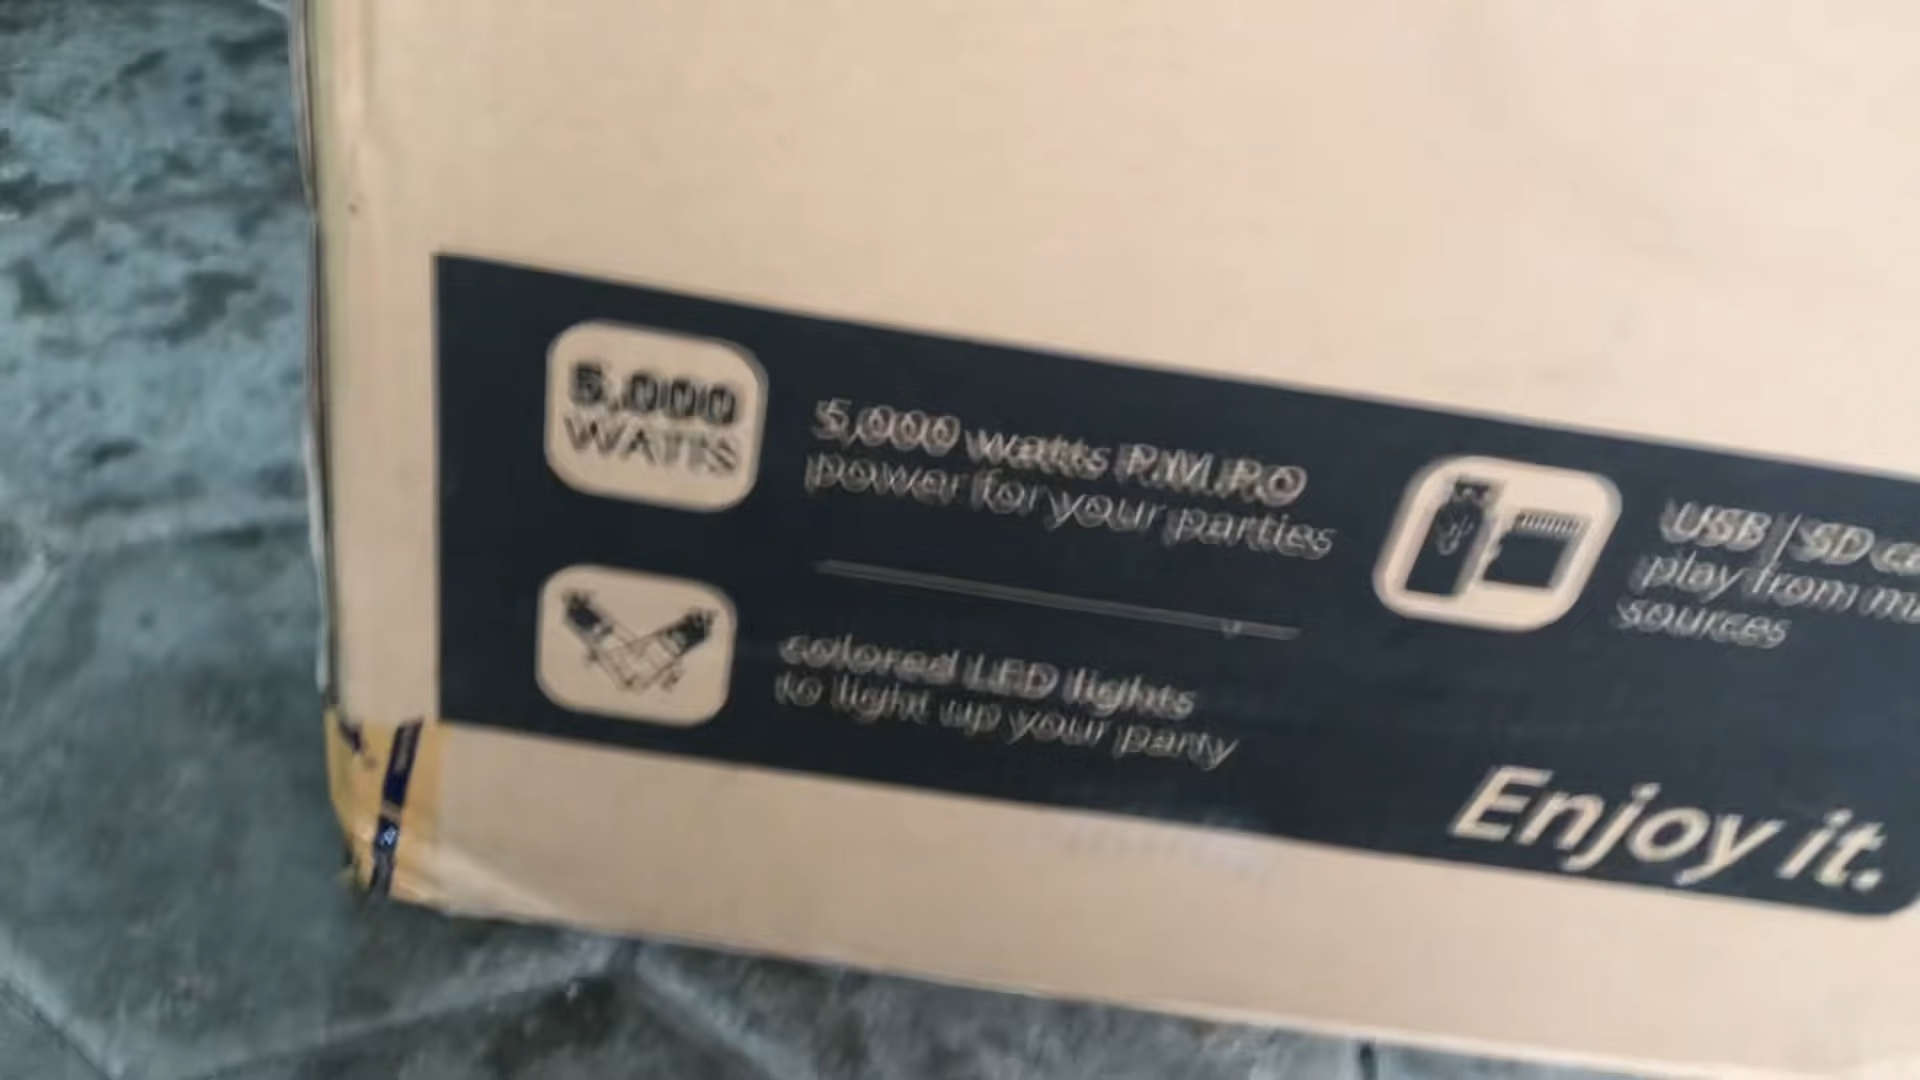 5,000
WATTS
5,000 watts P.M.P.O
power for your parties
colored LED lights
to light up your party
USB / SD
play from
sources
Enjoy it.